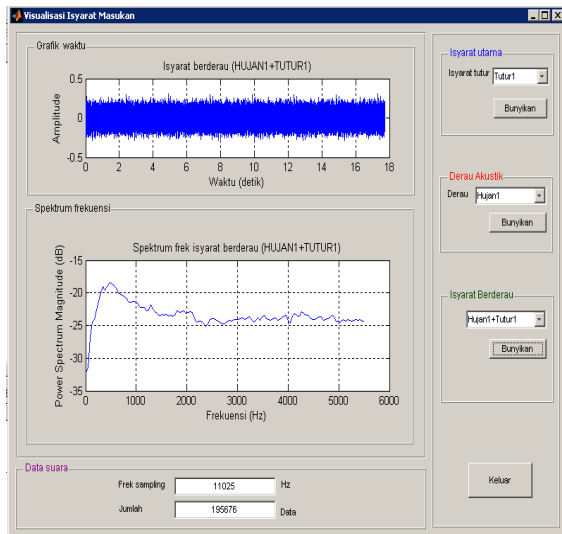 Visualisasi Isyarat Masukan
Grafik waktu
Isyarat berderau (HUJAN1+TUTUR1)
0.5
0
-0.5
Amplitude
0 2 4 6 8 10 12 14 16 18
Waktu (detik)
Spektrum frekuensi
Spektrum frek isyarat berderau (HUJAN1+TUTUR1)
-15
-20
-25
-30
-35
Power Spectrum Magnitude (dB)
0 1000 2000 3000 4000 5000 6000
Frekuensi (Hz)
Data suara
Frek sampling 11025 Hz
Jumlah 195676 Data
Isyarat utama
Isyarat tutur Tutur1
Bunyikan
Derau Akustik
Derau Hujan1
Bunyikan
Isyarat Berderau
Hujan1+Tutur1
Bunyikan
Keluar